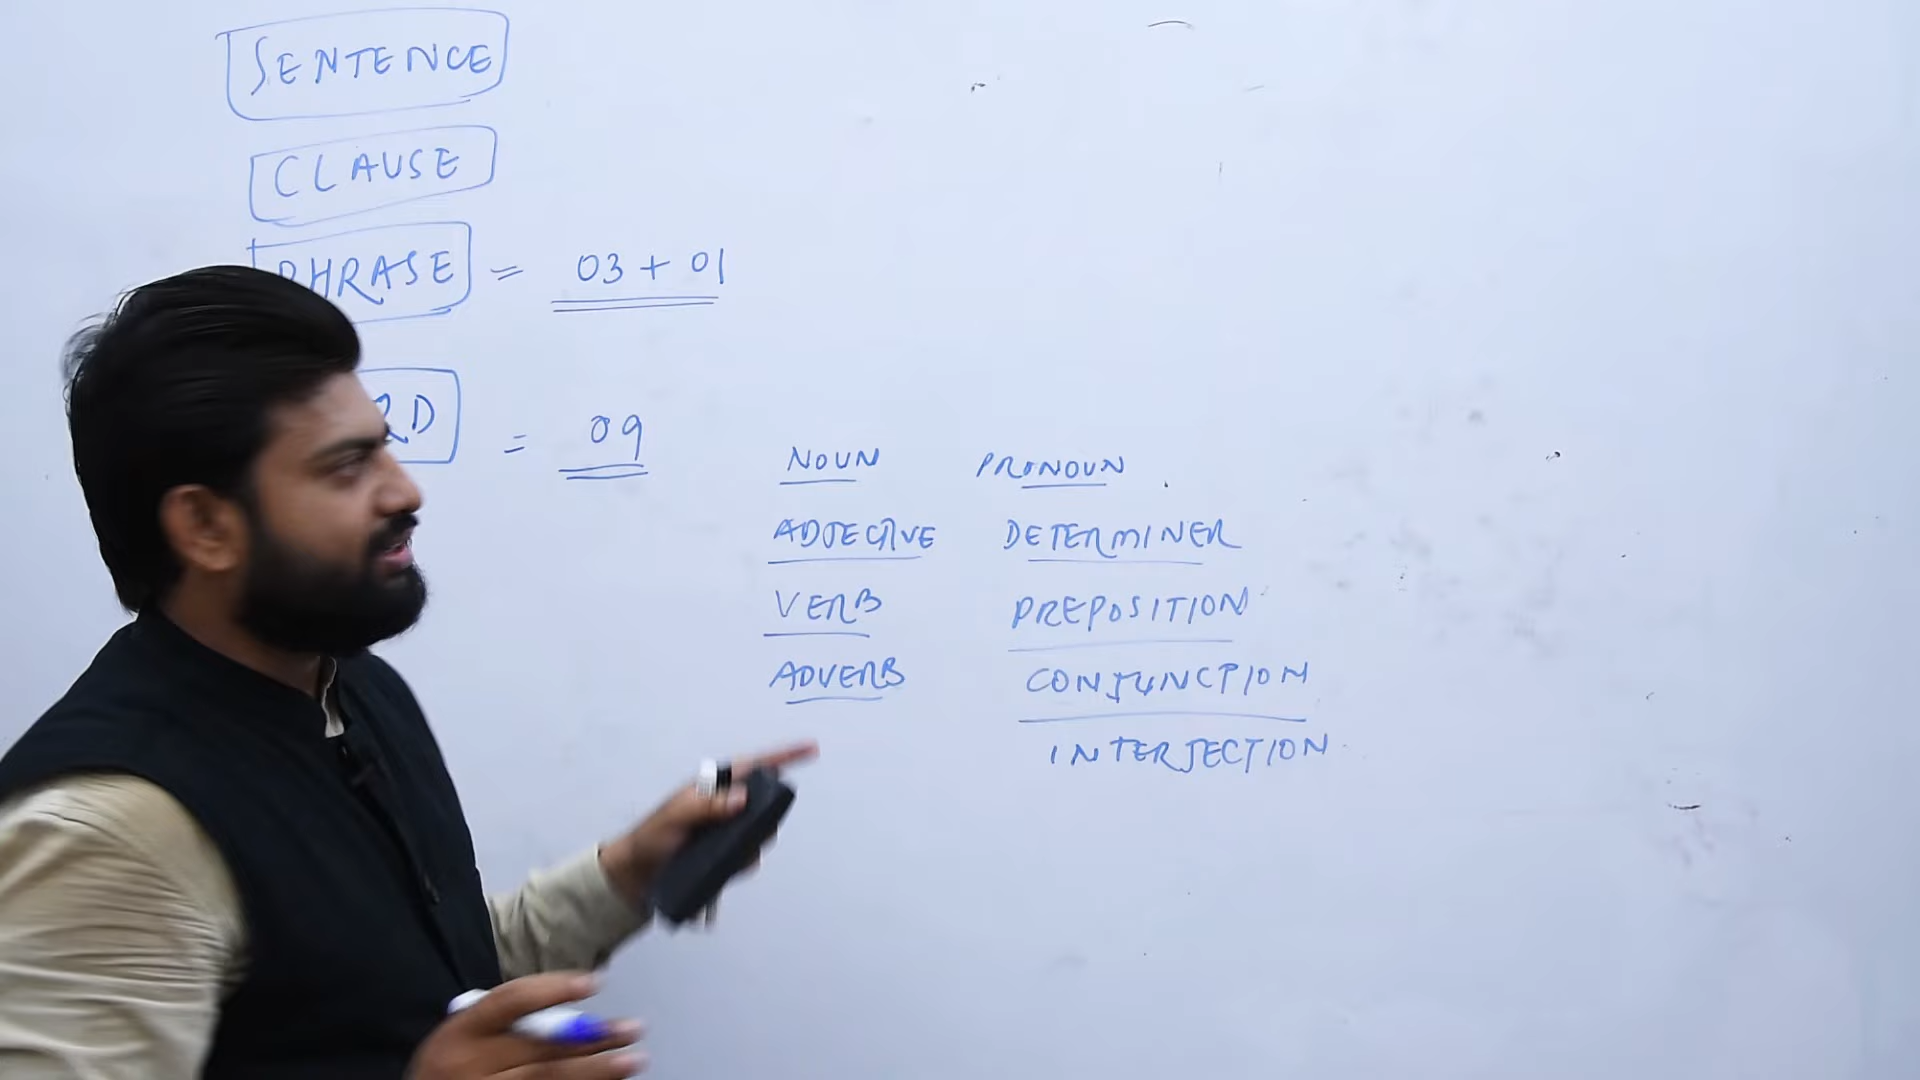 SENTENCE
CLAUSE
PHRASE = 03 + 01
= 09
NOUN PRONOUN
ADJECTIVE DETERMINER
VERB PREPOSITION
ADVERB CONJUNCTION
INTERJECTION